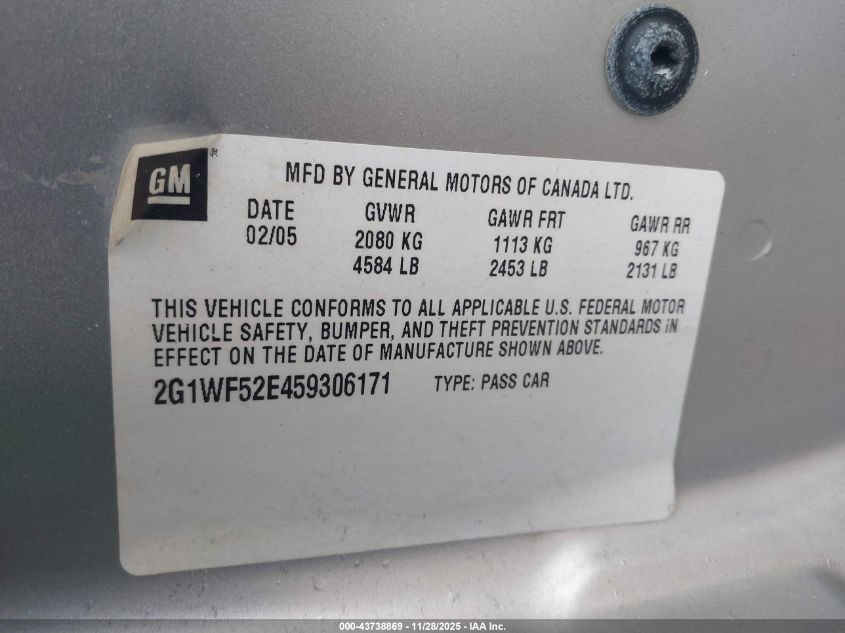 GM
MFD BY GENERAL MOTORS OF CANADA LTD.
DATE GVWR GAWR FRT GAWR RR
02/05 2080 KG 1113 KG 967 KG
4584 LB 2453 LB 2131 LB
THIS VEHICLE CONFORMS TO ALL APPLICABLE U.S. FEDERAL MOTOR
VEHICLE SAFETY, BUMPER, AND THEFT PREVENTION STANDARDS IN
EFFECT ON THE DATE OF MANUFACTURE SHOWN ABOVE.
2G1WF52E459306171 TYPE: PASS CAR
000-43738869 - 11/28/2025 - IAA Inc.